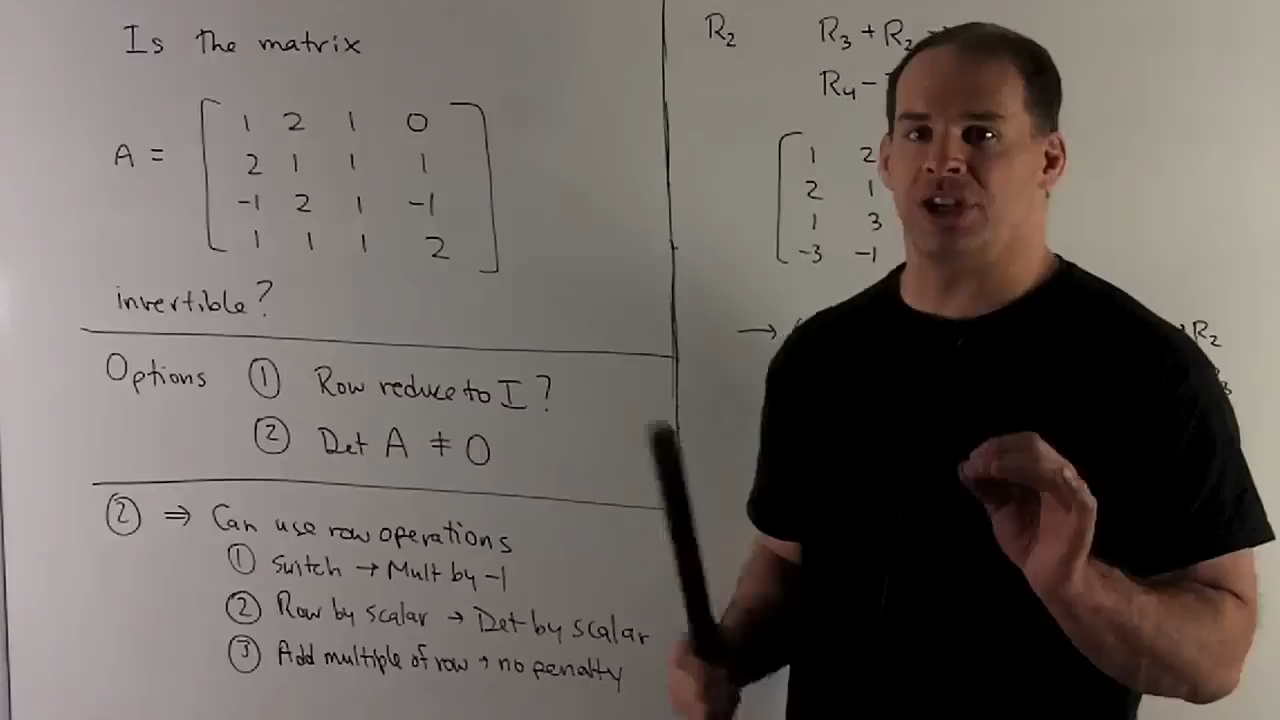 Is the matrix
A =
1 2 1 0
2 1 1 1
-1 2 1 -1
1 1 1 2
invertible?
Options ① Row reduce to I?
② Det A ≠ 0
② ⇒ Can use row operations
① Switch → Mult by -1
② Row by scalar → Det by scalar
③ Add multiple of row → no penalty
R₂ R₃ + R₂
R₄ -
1 2
2 1
1 3
-3 -1
→ R₂